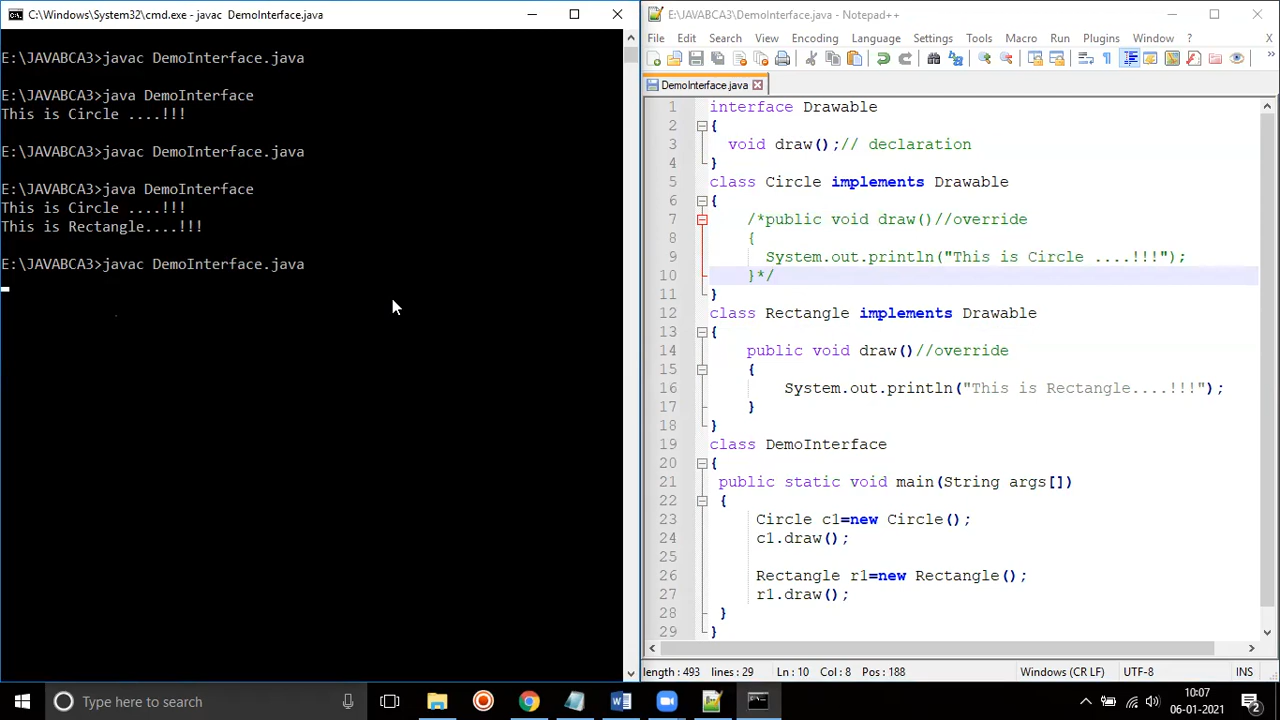 C:\Windows\System32\cmd.exe - javac  DemoInterface.java
E:\JAVABCA3>javac DemoInterface.java
E:\JAVABCA3>java DemoInterface
This is Circle ....!!!
E:\JAVABCA3>javac DemoInterface.java
E:\JAVABCA3>java DemoInterface
This is Circle ....!!!
This is Rectangle....!!!
E:\JAVABCA3>javac DemoInterface.java
E:\JAVABCA3\DemoInterface.java - Notepad++
File Edit Search View Encoding Language Settings Tools Macro Run Plugins Window ? X
DemoInterface.java
1 interface Drawable
2 {
3 void draw();// declaration
4 }
5 class Circle implements Drawable
6 {
7 /*public void draw()//override
8 {
9 System.out.println("This is Circle ....!!!");
10 }*/
11 }
12 class Rectangle implements Drawable
13 {
14 public void draw()//override
15 {
16 System.out.println("This is Rectangle....!!!");
17 }
18 }
19 class DemoInterface
20 {
21 public static void main(String args[])
22 {
23 Circle c1=new Circle();
24 c1.draw();
25
26 Rectangle r1=new Rectangle();
27 r1.draw();
28 }
29 }
length : 493 lines : 29 Ln : 10 Col : 8 Pos : 188 Windows (CR LF) UTF-8 INS
Type here to search
10:07
06-01-2021
2